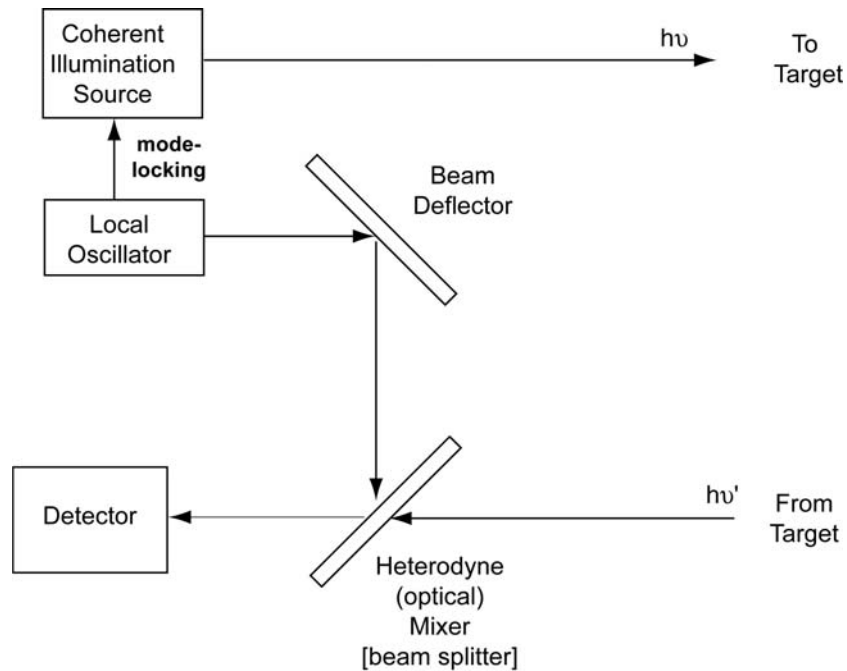 Coherent
Illumination
Source
hυ
To
Target
mode-
locking
Local
Oscillator
Beam
Deflector
Detector
hυ'
From
Target
Heterodyne
(optical)
Mixer
[beam splitter]